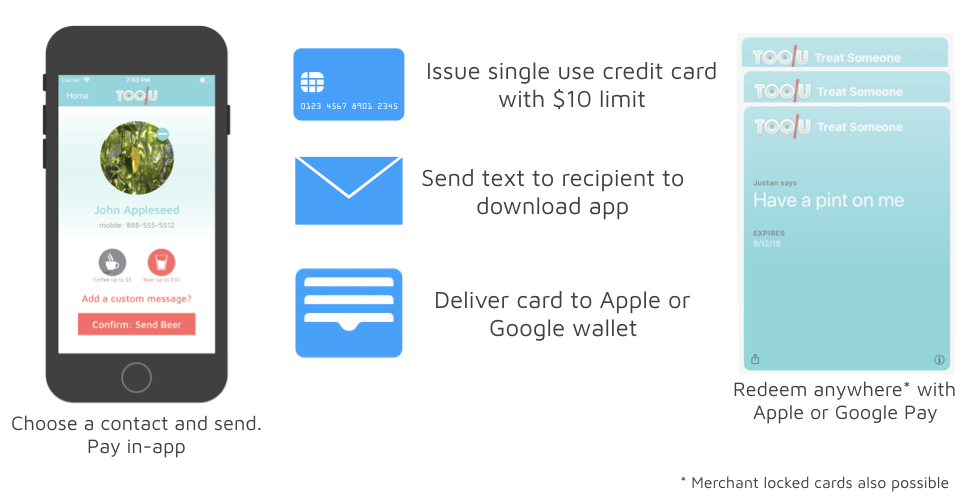 Carrier
7:50 PM
Home
TOO/U
John Appleseed
mobile: 888-555-5512
Coffee up to $5
Beer up to $10
Add a custom message?
Confirm: Send Beer
Choose a contact and send.
Pay in-app
0123 4567 8901 2345
Issue single use credit card
with $10 limit
Send text to recipient to
download app
Deliver card to Apple or
Google wallet
TOO/U Treat Someone
TOO/U Treat Someone
TOO/U Treat Someone
Justan says
Have a pint on me
EXPIRES
9/12/18
Redeem anywhere* with
Apple or Google Pay
* Merchant locked cards also possible